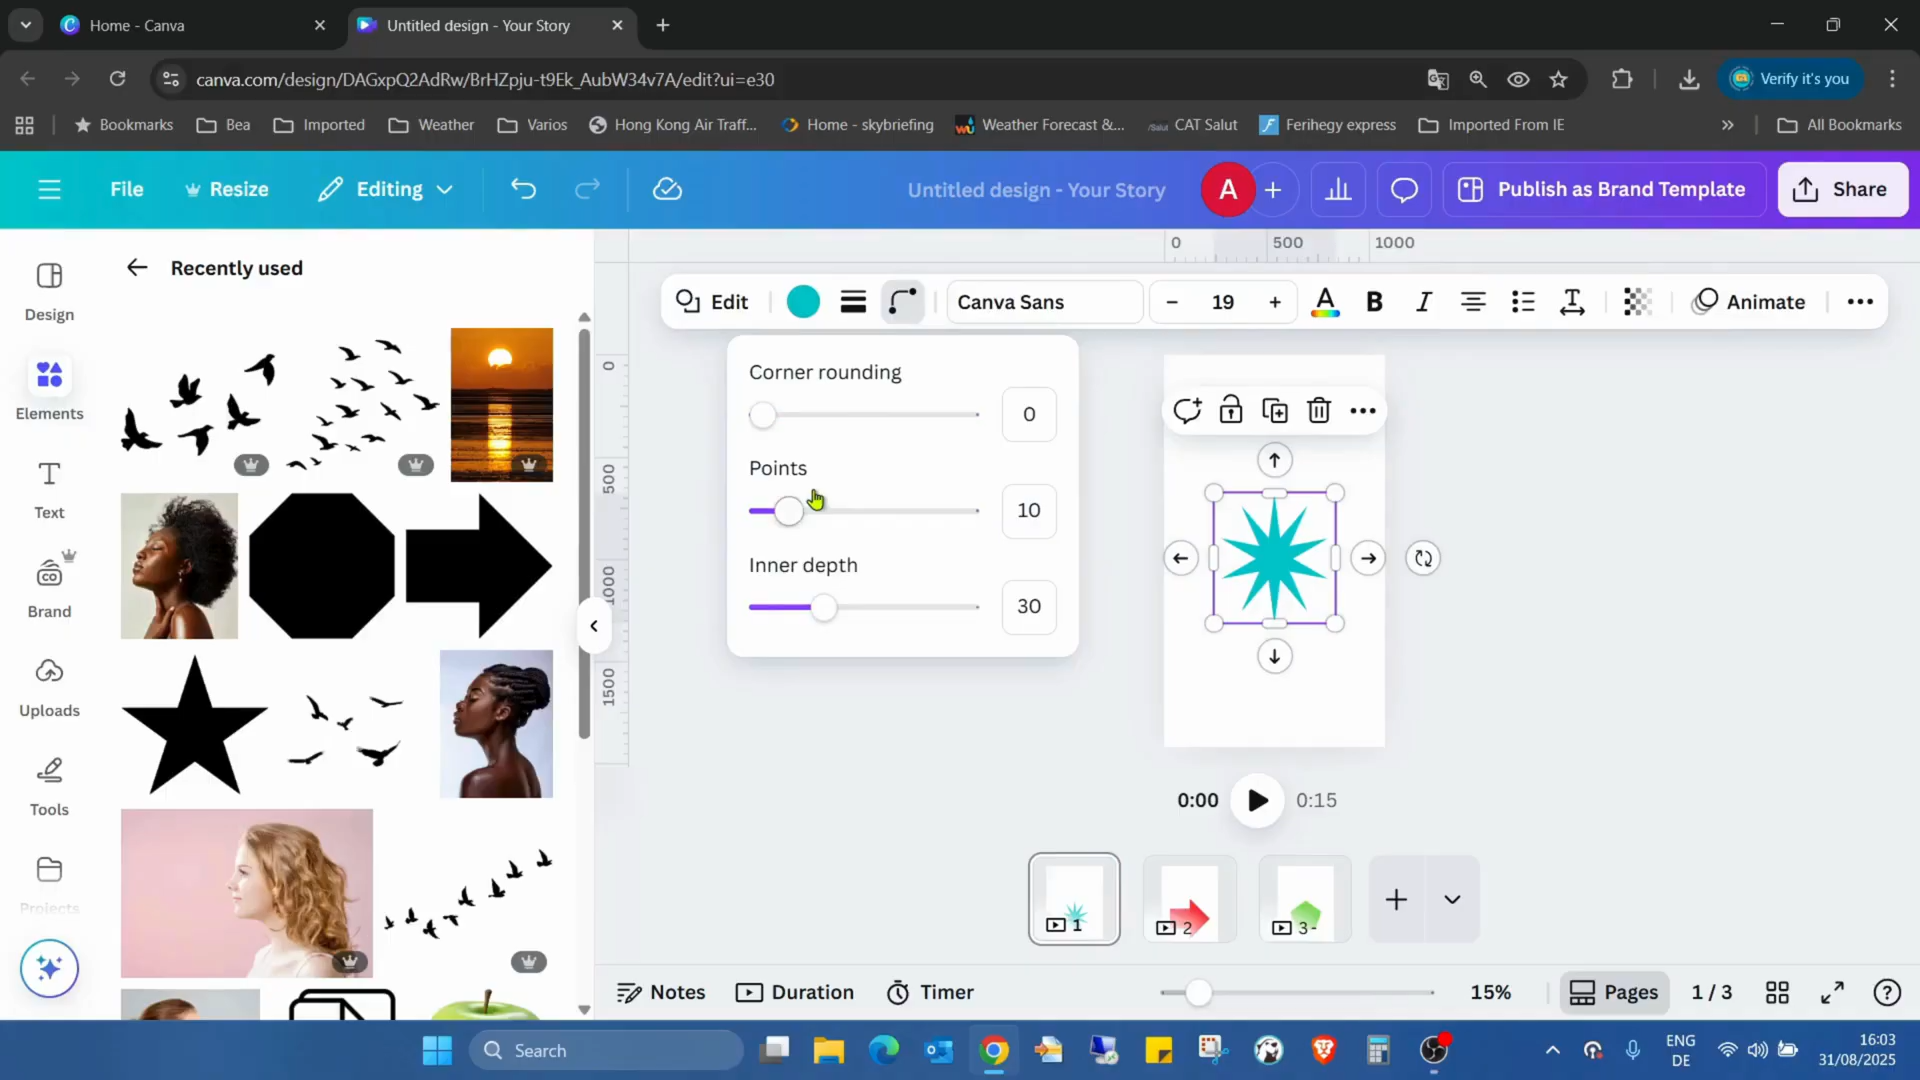 Home - Canva
Untitled design - Your Story
canva.com/design/DAGxpQ2AdRw/BrHZpju-t9Ek_AubW34v7A/edit?ui=e30
Verify it's you
Bookmarks
Bea
Imported
Weather
Varios
Hong Kong Air Traff...
Home - skybriefing
Weather Forecast &...
CAT Salut
Ferihegy express
Imported From IE
»
All Bookmarks
File
Resize
Editing
Untitled design - Your Story
A
+
Publish as Brand Template
Share
Design
Elements
Text
Brand
Uploads
Tools
Projects
Recently used
0
500
1000
0
500
1000
1500
Edit
Canva Sans
− 19 +
A
B
I
T
Animate
Corner rounding
0
Points
10
Inner depth
30
0:00
0:15
1
2
3-
Notes
Duration
Timer
15%
Pages
1 / 3
Search
ENG
DE
16:03
31/08/2025